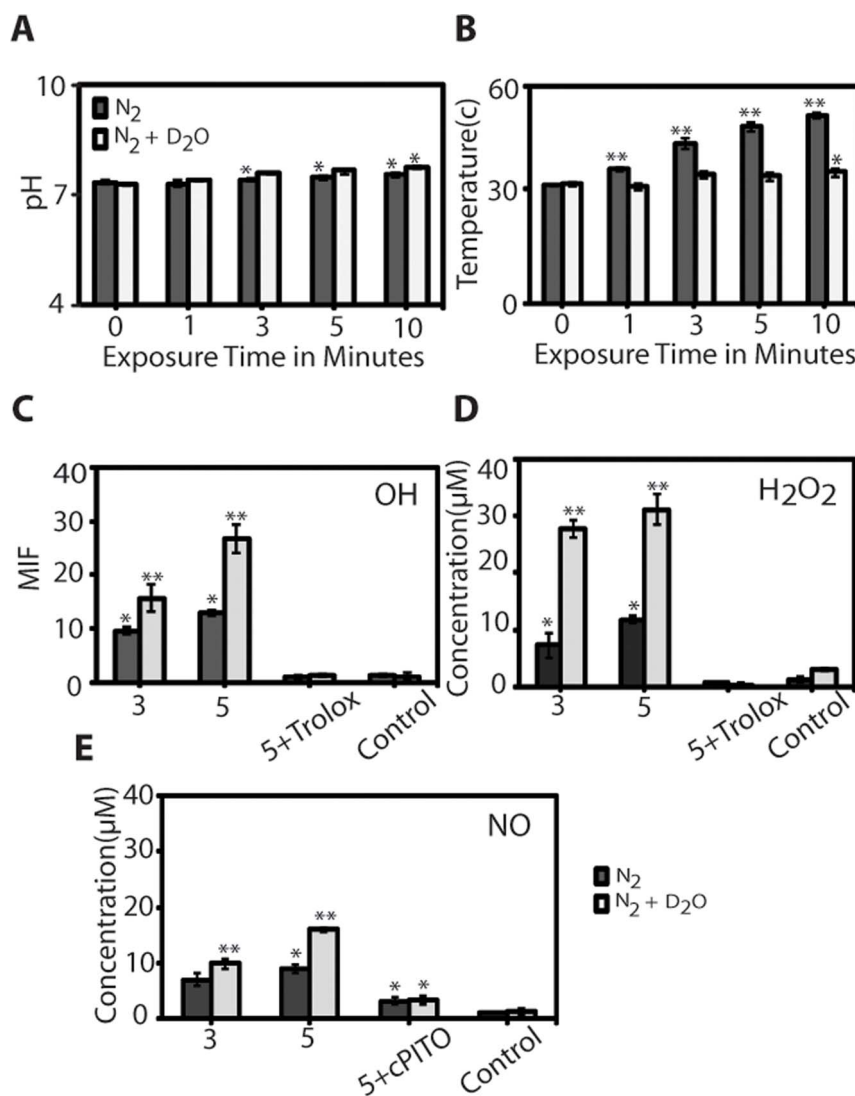 A
10
7
4
pH
N2
N2 + D2O
*
*
* *
0 1 3 5 10
Exposure Time in Minutes
B
60
30
0
Temperature(c)
**
**
**
**
*
0 1 3 5 10
Exposure Time in Minutes
C
40
30
20
10
0
MIF
OH
*
**
*
**
3 5 5+Trolox Control
D
40
30
20
10
0
Concentration(µM)
H2O2
*
**
*
**
3 5 5+Trolox Control
E
40
30
20
10
0
Concentration(µM)
NO
**
*
**
* *
3 5 5+cPITO Control
N2
N2 + D2O